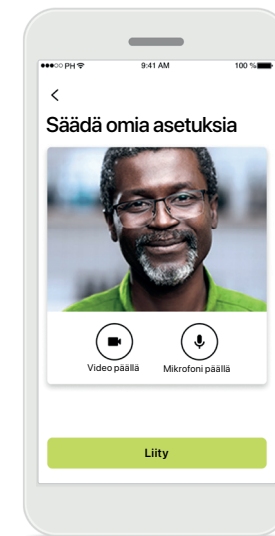 PH 9:41 AM 100 %
Säädä omia asetuksia
Video päällä Mikrofoni päällä
Liity